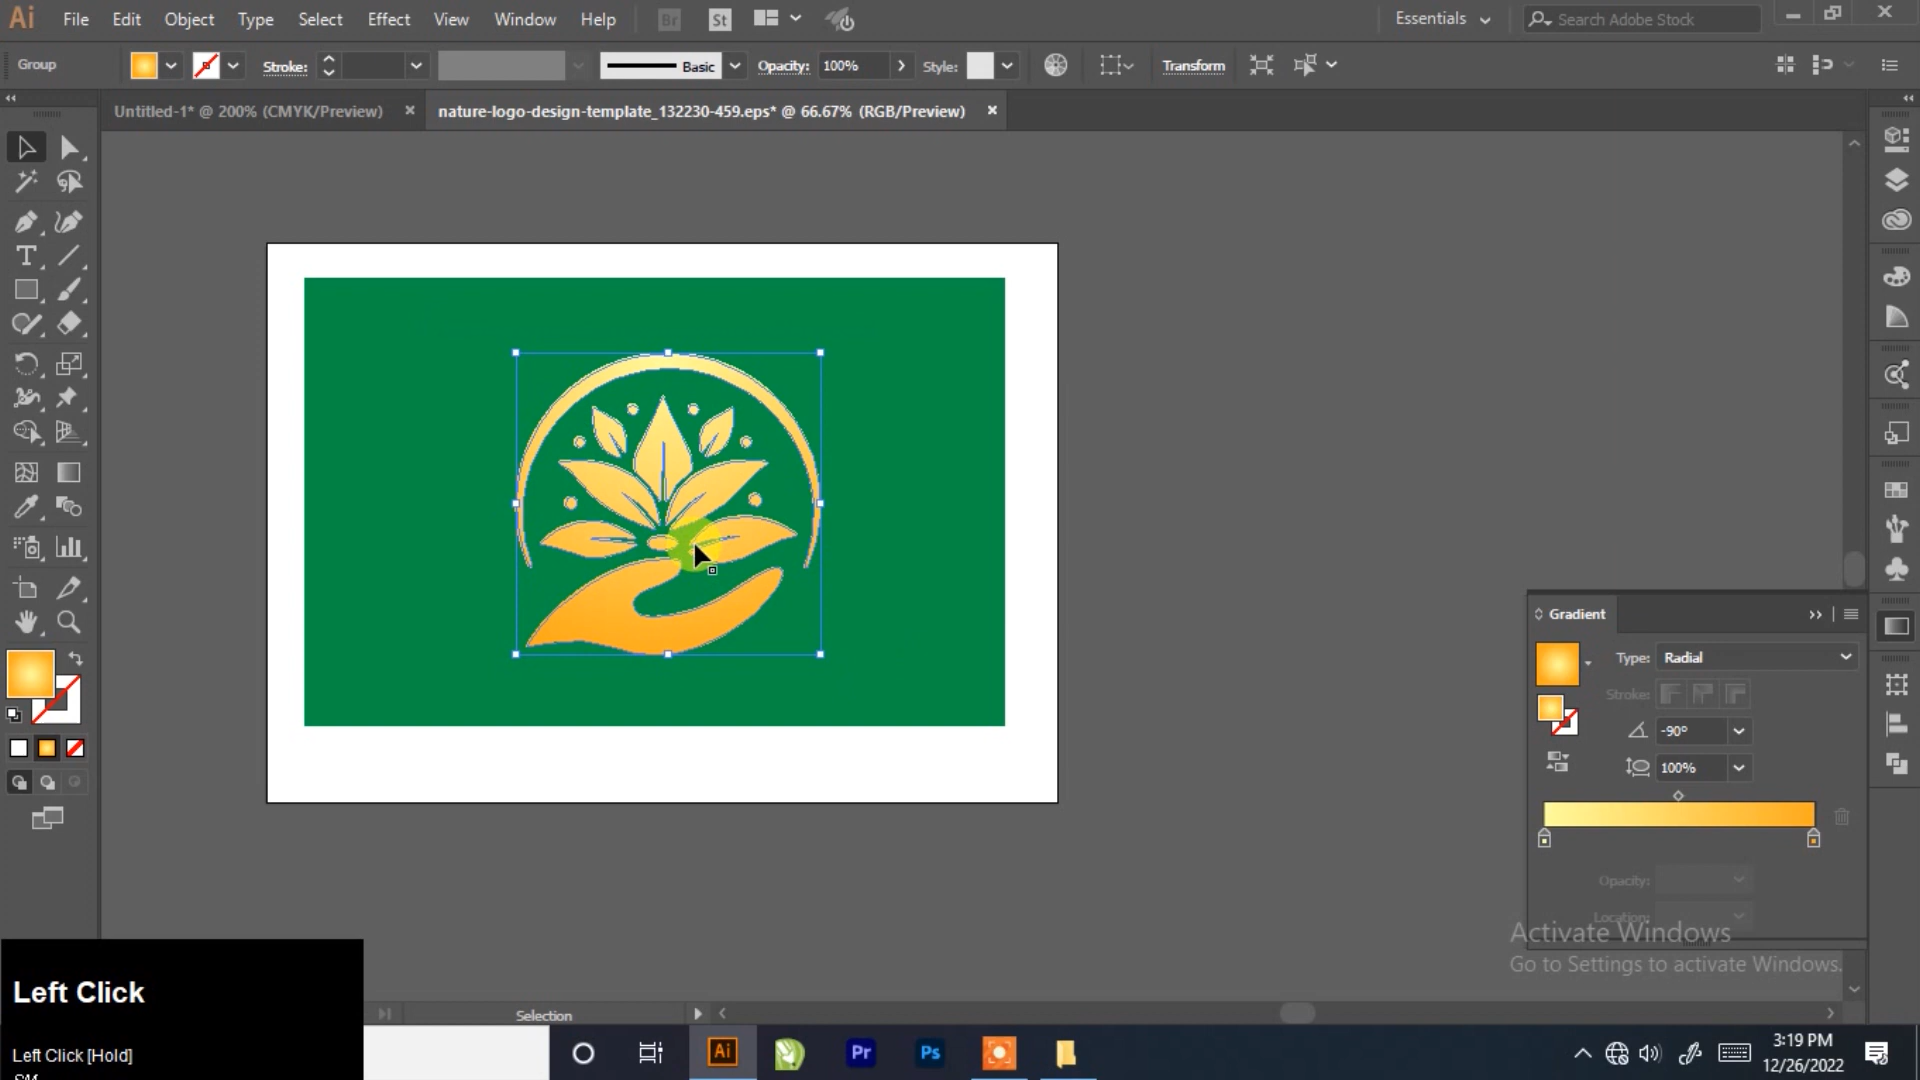 Ai File Edit Object Type Select Effect View Window Help Br St Essentials Search Adobe Stock
Group Stroke: Basic Opacity: 100% Style: Transform
Untitled-1* @ 200% (CMYK/Preview) nature-logo-design-template_132230-459.eps* @ 66.67% (RGB/Preview)
Gradient
Type: Radial
Stroke:
-90°
100%
Opacity:
Location:
Activate Windows
Go to Settings to activate Windows.
Left Click
Left Click [Hold]
Selection
Ai Pr Ps
3:19 PM
12/26/2022